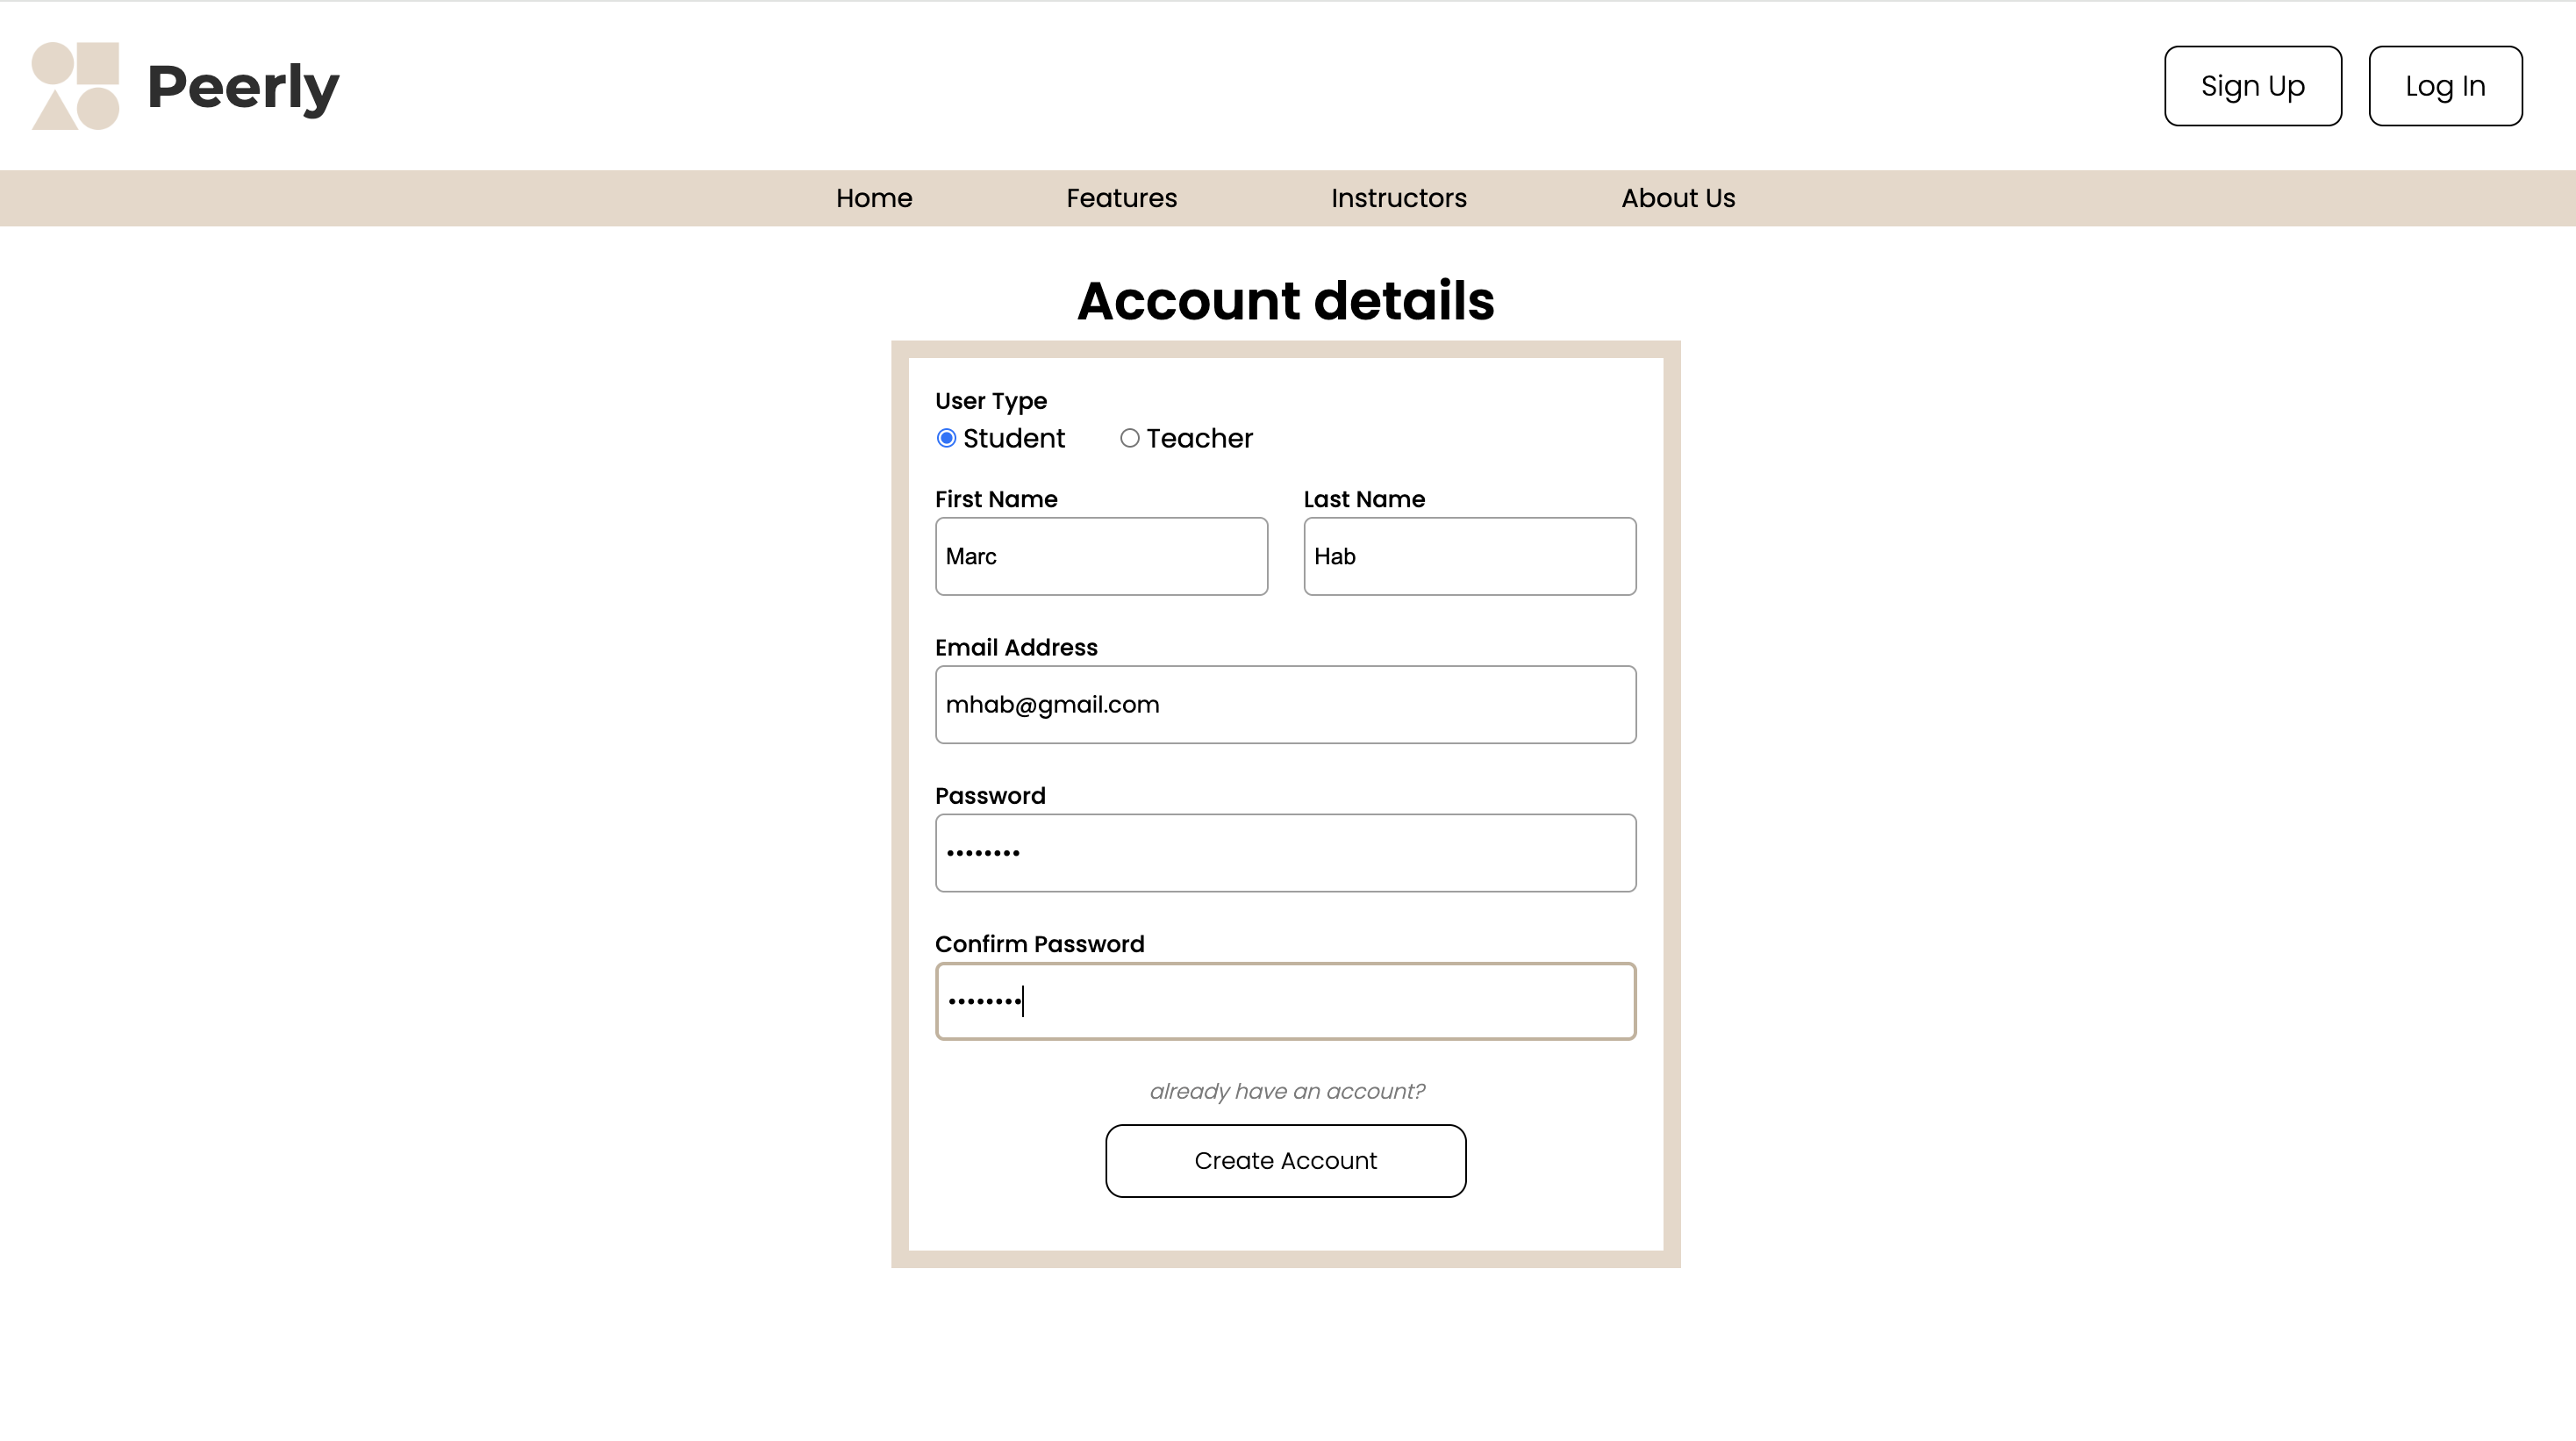 Peerly
Sign Up
Log In
Home
Features
Instructors
About Us
Account details
User Type
Student
Teacher
First Name
Last Name
Marc
Hab
Email Address
mhab@gmail.com
Password
••••••••
Confirm Password
••••••••
already have an account?
Create Account